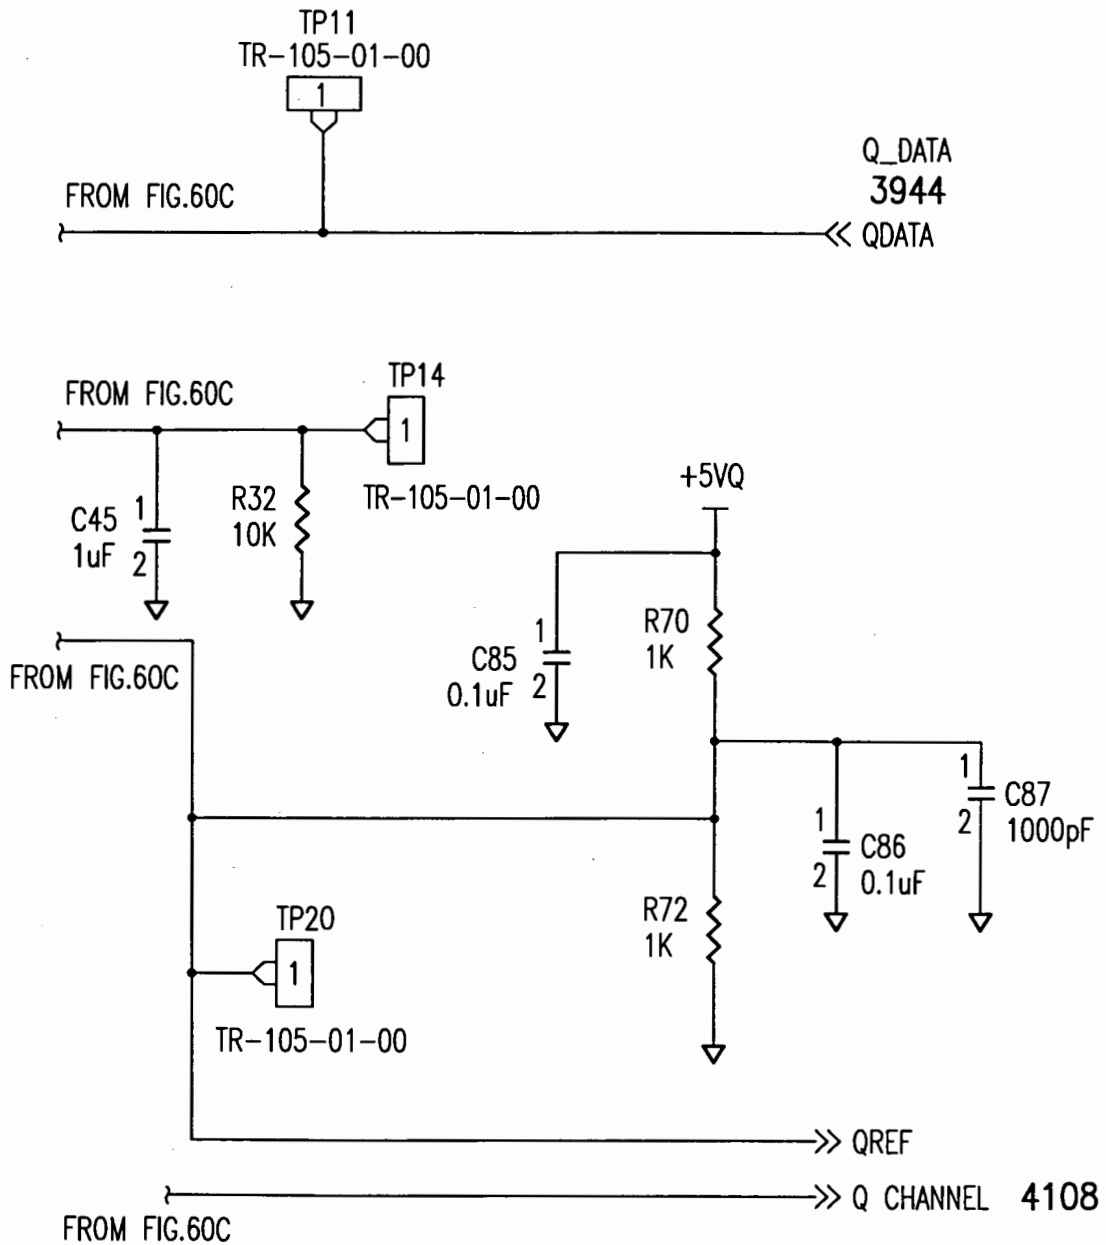 TP11
TR-105-01-00
1
Q_DATA
3944
FROM FIG.60C
QDATA
TP14
FROM FIG.60C
1
TR-105-01-00
+5VQ
R32
10K
C45
1uF
1
2
R70
1K
1
C85
0.1uF
2
FROM FIG.60C
1
C87
1000pF
2
1
C86
0.1uF
2
R72
1K
TP20
1
TR-105-01-00
QREF
Q CHANNEL 4108
FROM FIG.60C